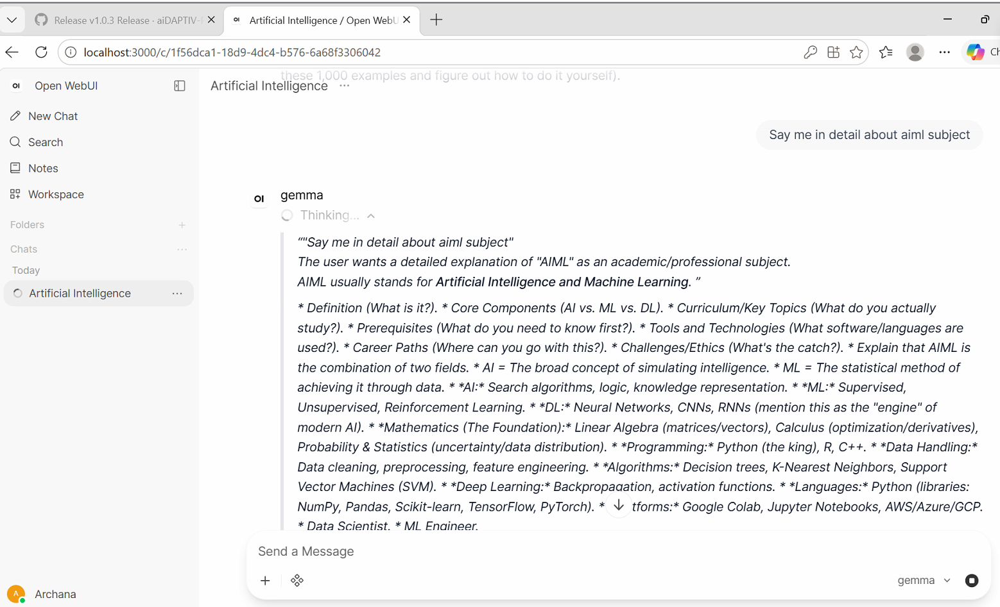 Release v1.0.3 Release · aiDAPTIV-
Artificial Intelligence / Open WebU
localhost:3000/c/1f56dca1-18d9-4dc4-b576-6a68f3306042
Ch
OI Open WebUI
New Chat
Search
Notes
Workspace
Folders
Chats
Today
Artificial Intelligence
A Archana
these 1,000 examples and figure out how to do it yourself).
Artificial Intelligence
Say me in detail about aiml subject
OI gemma
Thinking...
“"Say me in detail about aiml subject"
The user wants a detailed explanation of "AIML" as an academic/professional subject.
AIML usually stands for Artificial Intelligence and Machine Learning. ”
* Definition (What is it?). * Core Components (AI vs. ML vs. DL). * Curriculum/Key Topics (What do you actually
study?). * Prerequisites (What do you need to know first?). * Tools and Technologies (What software/languages are
used?). * Career Paths (Where can you go with this?). * Challenges/Ethics (What's the catch?). * Explain that AIML is
the combination of two fields. * AI = The broad concept of simulating intelligence. * ML = The statistical method of
achieving it through data. * *AI:* Search algorithms, logic, knowledge representation. * *ML:* Supervised,
Unsupervised, Reinforcement Learning. * *DL:* Neural Networks, CNNs, RNNs (mention this as the "engine" of
modern AI). * *Mathematics (The Foundation):* Linear Algebra (matrices/vectors), Calculus (optimization/derivatives),
Probability & Statistics (uncertainty/data distribution). * *Programming:* Python (the king), R, C++. * *Data Handling:*
Data cleaning, preprocessing, feature engineering. * *Algorithms:* Decision trees, K-Nearest Neighbors, Support
Vector Machines (SVM). * *Deep Learning:* Backpropagation, activation functions. * *Languages:* Python (libraries:
NumPy, Pandas, Scikit-learn, TensorFlow, PyTorch). * tforms:* Google Colab, Jupyter Notebooks, AWS/Azure/GCP.
* Data Scientist. * ML Engineer.
Send a Message
gemma